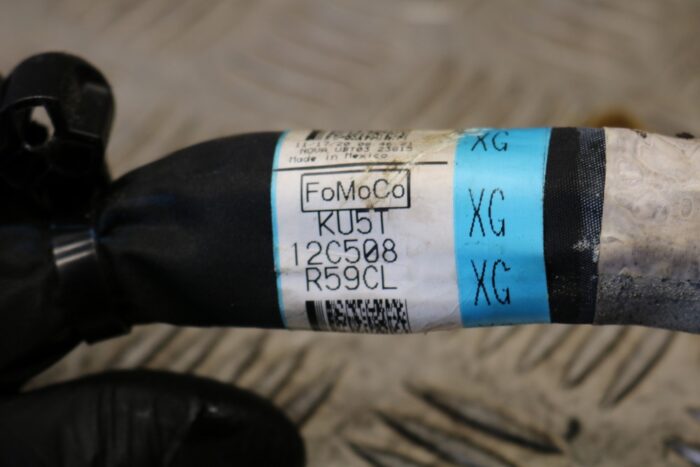 Made in Mexico
FoMoCo
KU5T
12C508
R59CL
XG
XG
XG